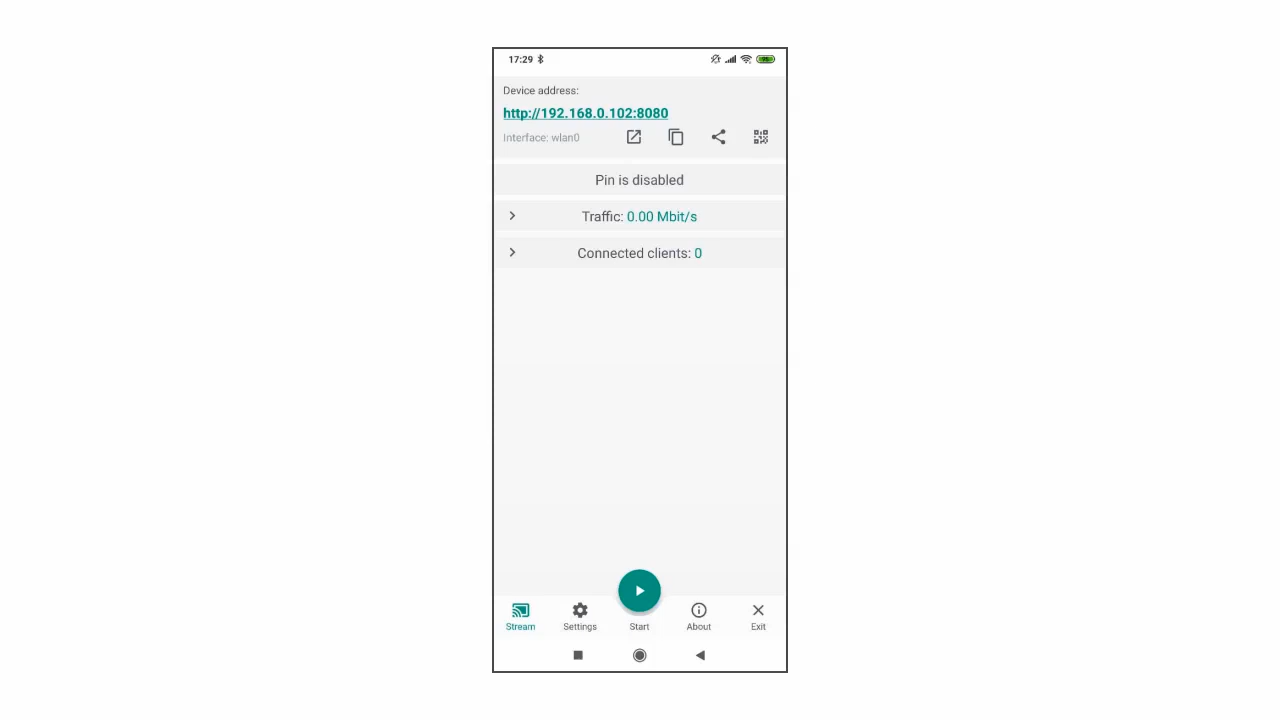 17:29
Device address:
http://192.168.0.102:8080
Interface: wlan0
Pin is disabled
Traffic: 0.00 Mbit/s
Connected clients: 0
Stream Settings Start About Exit